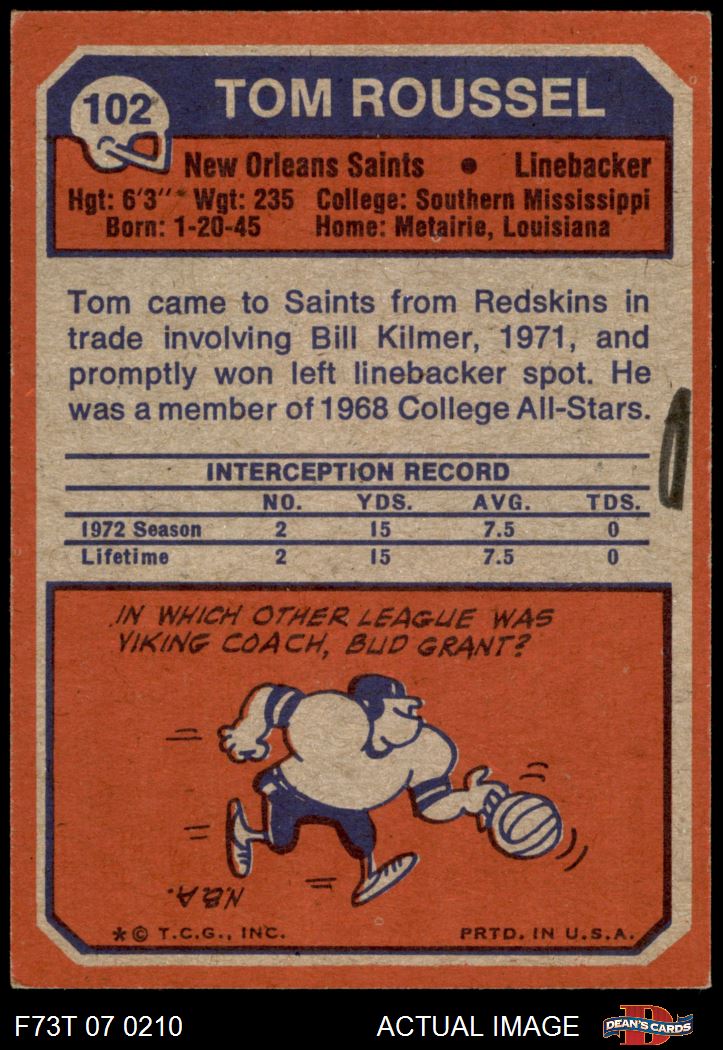 102
TOM ROUSSEL
New Orleans Saints • Linebacker
Hgt: 6'3" Wgt: 235 College: Southern Mississippi
Born: 1-20-45 Home: Metairie, Louisiana
Tom came to Saints from Redskins in
trade involving Bill Kilmer, 1971, and
promptly won left linebacker spot. He
was a member of 1968 College All-Stars.
INTERCEPTION RECORD
NO. YDS. AVG. TDS.
1972 Season 2 15 7.5 0
Lifetime 2 15 7.5 0
IN WHICH OTHER LEAGUE WAS
VIKING COACH, BUD GRANT?
N.B.A.
* © T.C.G., INC. PRTD. IN U.S.A.
F73T 07 0210 ACTUAL IMAGE
D
DEAN'S CARDS